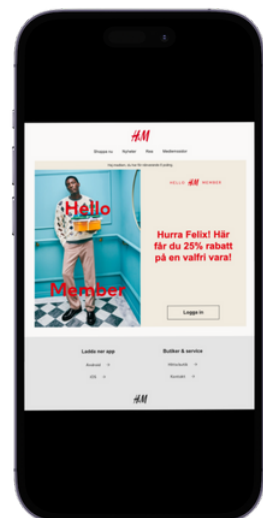 H&M
Shoppa nu Nyheter Rea Medlemssidor
HELLO H&M MEMBER
Hello
Hurra Felix! Här
får du 25% rabatt
på en valfri vara!
Member
Logga in
Ladda ner app Butiker & service
Android → Hitta butik →
iOS → Kontakt →
H&M